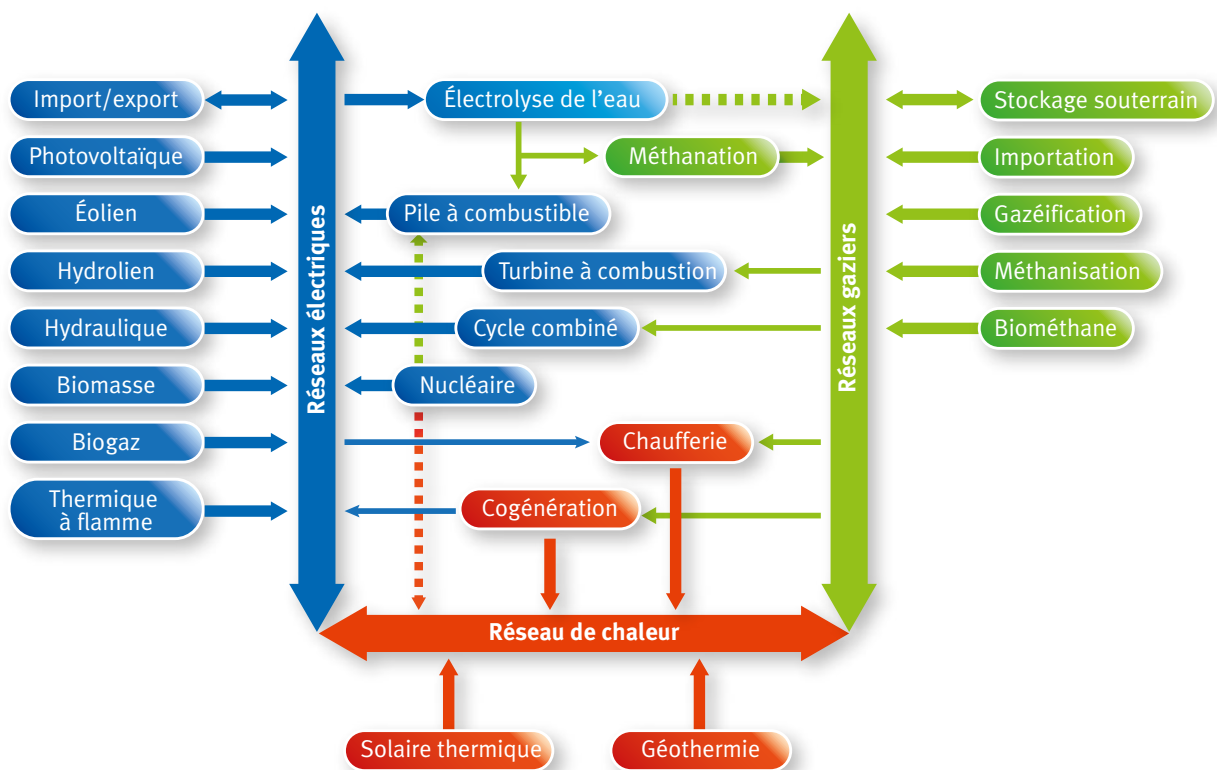 Import/export
Photovoltaïque
Éolien
Hydrolien
Hydraulique
Biomasse
Biogaz
Thermique
à flamme
Réseaux électriques
Électrolyse de l’eau
Méthanation
Pile à combustible
Turbine à combustion
Cycle combiné
Nucléaire
Chaufferie
Cogénération
Réseaux gaziers
Stockage souterrain
Importation
Gazéification
Méthanisation
Biométhane
Réseau de chaleur
Solaire thermique
Géothermie